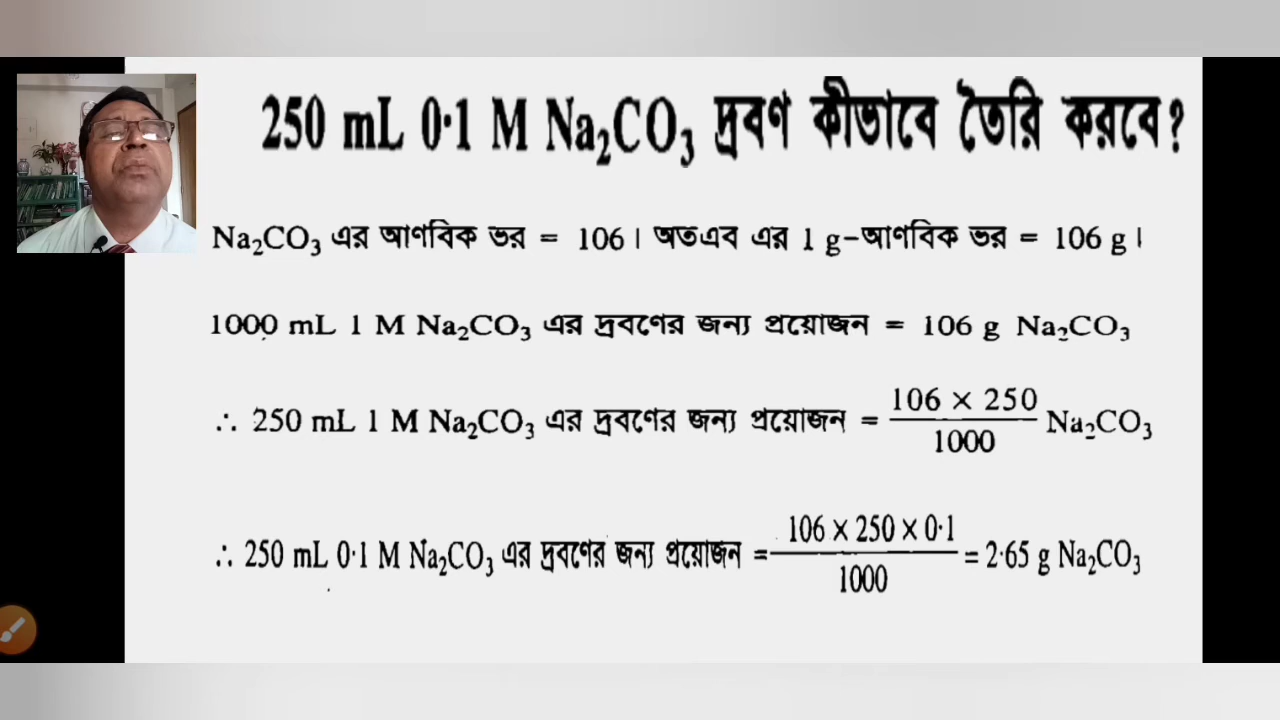 250 mL 0·1 M Na₂CO₃ দ্রবণ কীভাবে তৈরি করবে?
Na₂CO₃ এর আণবিক ভর = 106। অতএব এর 1 g-আণবিক ভর = 106 g।
1000 mL 1 M Na₂CO₃ এর দ্রবণের জন্য প্রয়োজন = 106 g Na₂CO₃
∴ 250 mL 1 M Na₂CO₃ এর দ্রবণের জন্য প্রয়োজন = 106 × 250 / 1000 Na₂CO₃
∴ 250 mL 0·1 M Na₂CO₃ এর দ্রবণের জন্য প্রয়োজন = 106 × 250 × 0·1 / 1000 = 2·65 g Na₂CO₃